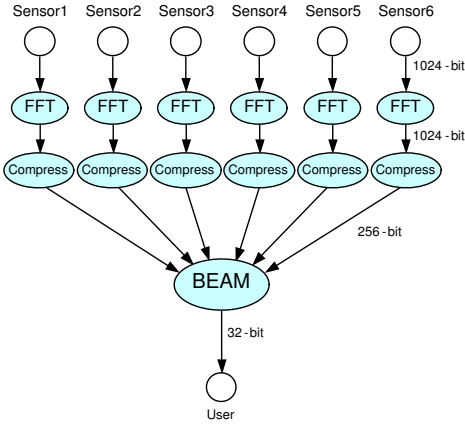 Sensor1 Sensor2 Sensor3 Sensor4 Sensor5 Sensor6
1024-bit
FFT FFT FFT FFT FFT FFT
1024-bit
Compress Compress Compress Compress Compress Compress
256-bit
BEAM
32-bit
User